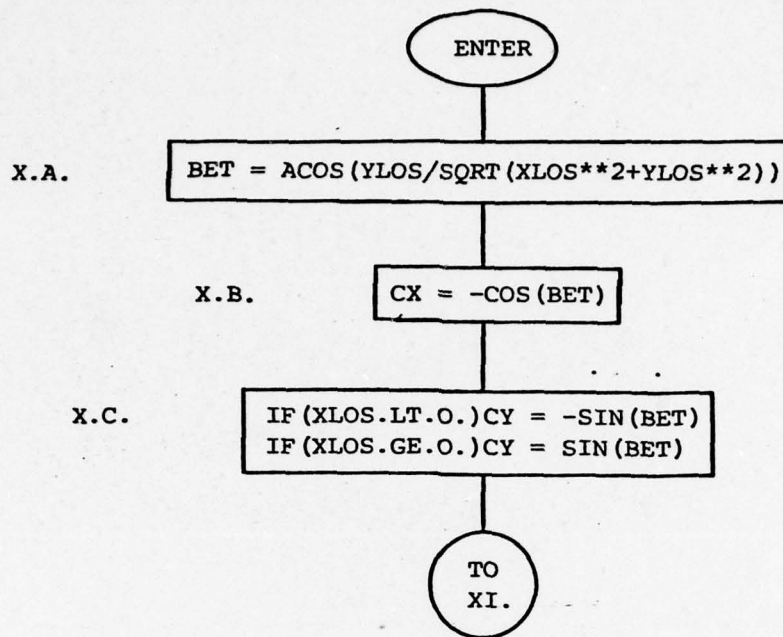 ENTER
X.A. BET = ACOS(YLOS/SQRT(XLOS**2+YLOS**2))
X.B. CX = -COS(BET)
X.C. IF(XLOS.LT.O.)CY = -SIN(BET)
IF(XLOS.GE.O.)CY = SIN(BET)
TO
XI.